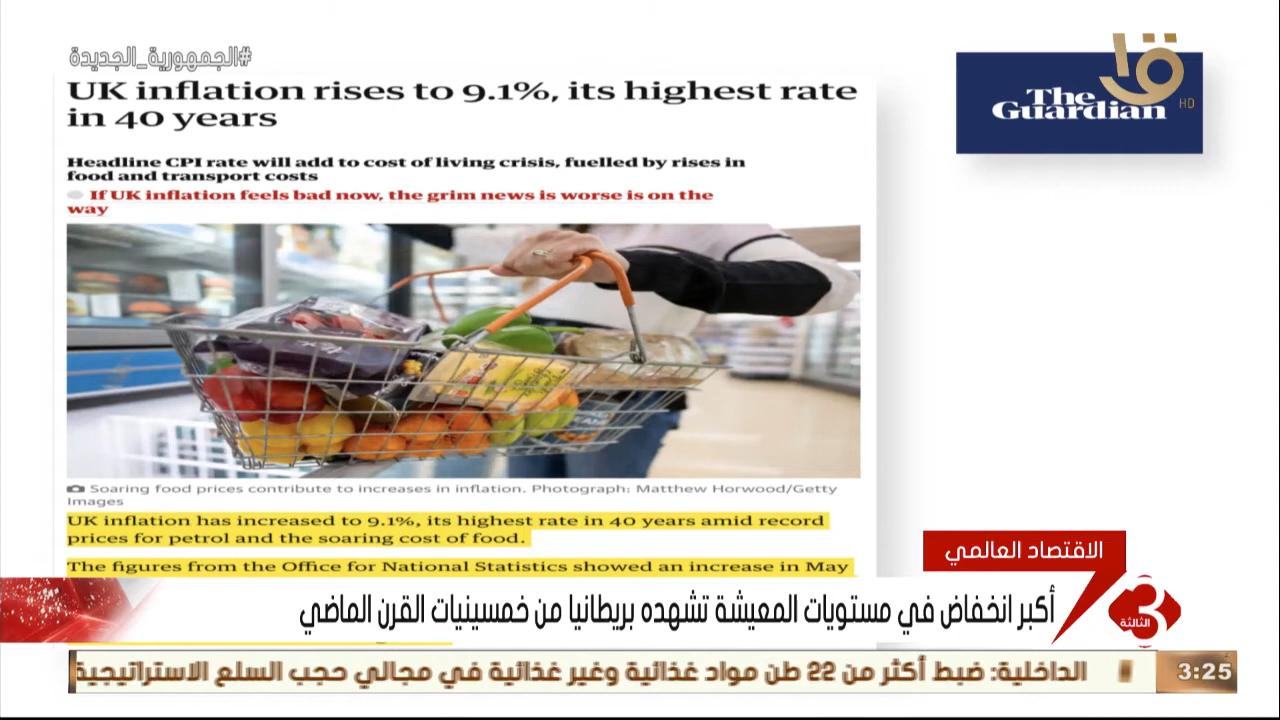 #الجمهورية_الجديدة
UK inflation rises to 9.1%, its highest rate
in 40 years
Headline CPI rate will add to cost of living crisis, fuelled by rises in
food and transport costs
If UK inflation feels bad now, the grim news is worse is on the
way
The
Guardian
HD
Soaring food prices contribute to increases in inflation. Photograph: Matthew Horwood/Getty
Images
UK inflation has increased to 9.1%, its highest rate in 40 years amid record
prices for petrol and the soaring cost of food.
The figures from the Office for National Statistics showed an increase in May
الاقتصاد العالمي
أكبر انخفاض في مستويات المعيشة تشهده بريطانيا من خمسينيات القرن الماضي
3
الثالثة
الداخلية: ضبط أكثر من 22 طن مواد غذائية وغير غذائية في مجالي حجب السلع الاستراتيجية
3:25